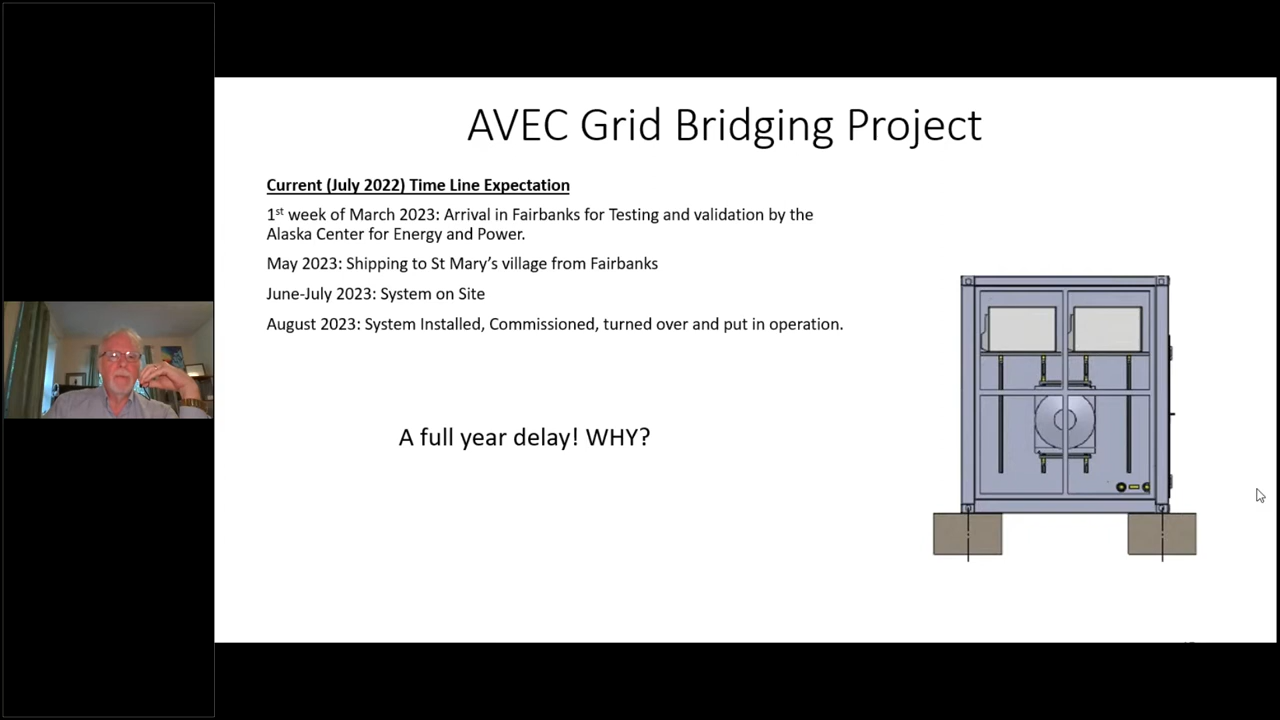 AVEC Grid Bridging Project
Current (July 2022) Time Line Expectation
1st week of March 2023: Arrival in Fairbanks for Testing and validation by the
Alaska Center for Energy and Power.
May 2023: Shipping to St Mary’s village from Fairbanks
June-July 2023: System on Site
August 2023: System Installed, Commissioned, turned over and put in operation.
A full year delay! WHY?